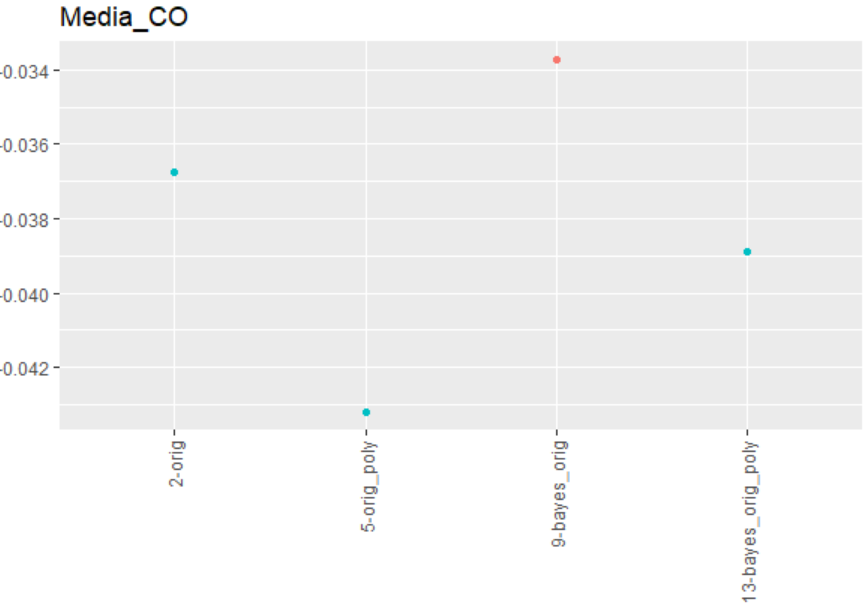 Media_CO
-0.034
-0.036
-0.038
-0.040
-0.042
2-orig
5-orig_poly
9-bayes_orig
13-bayes_orig_poly